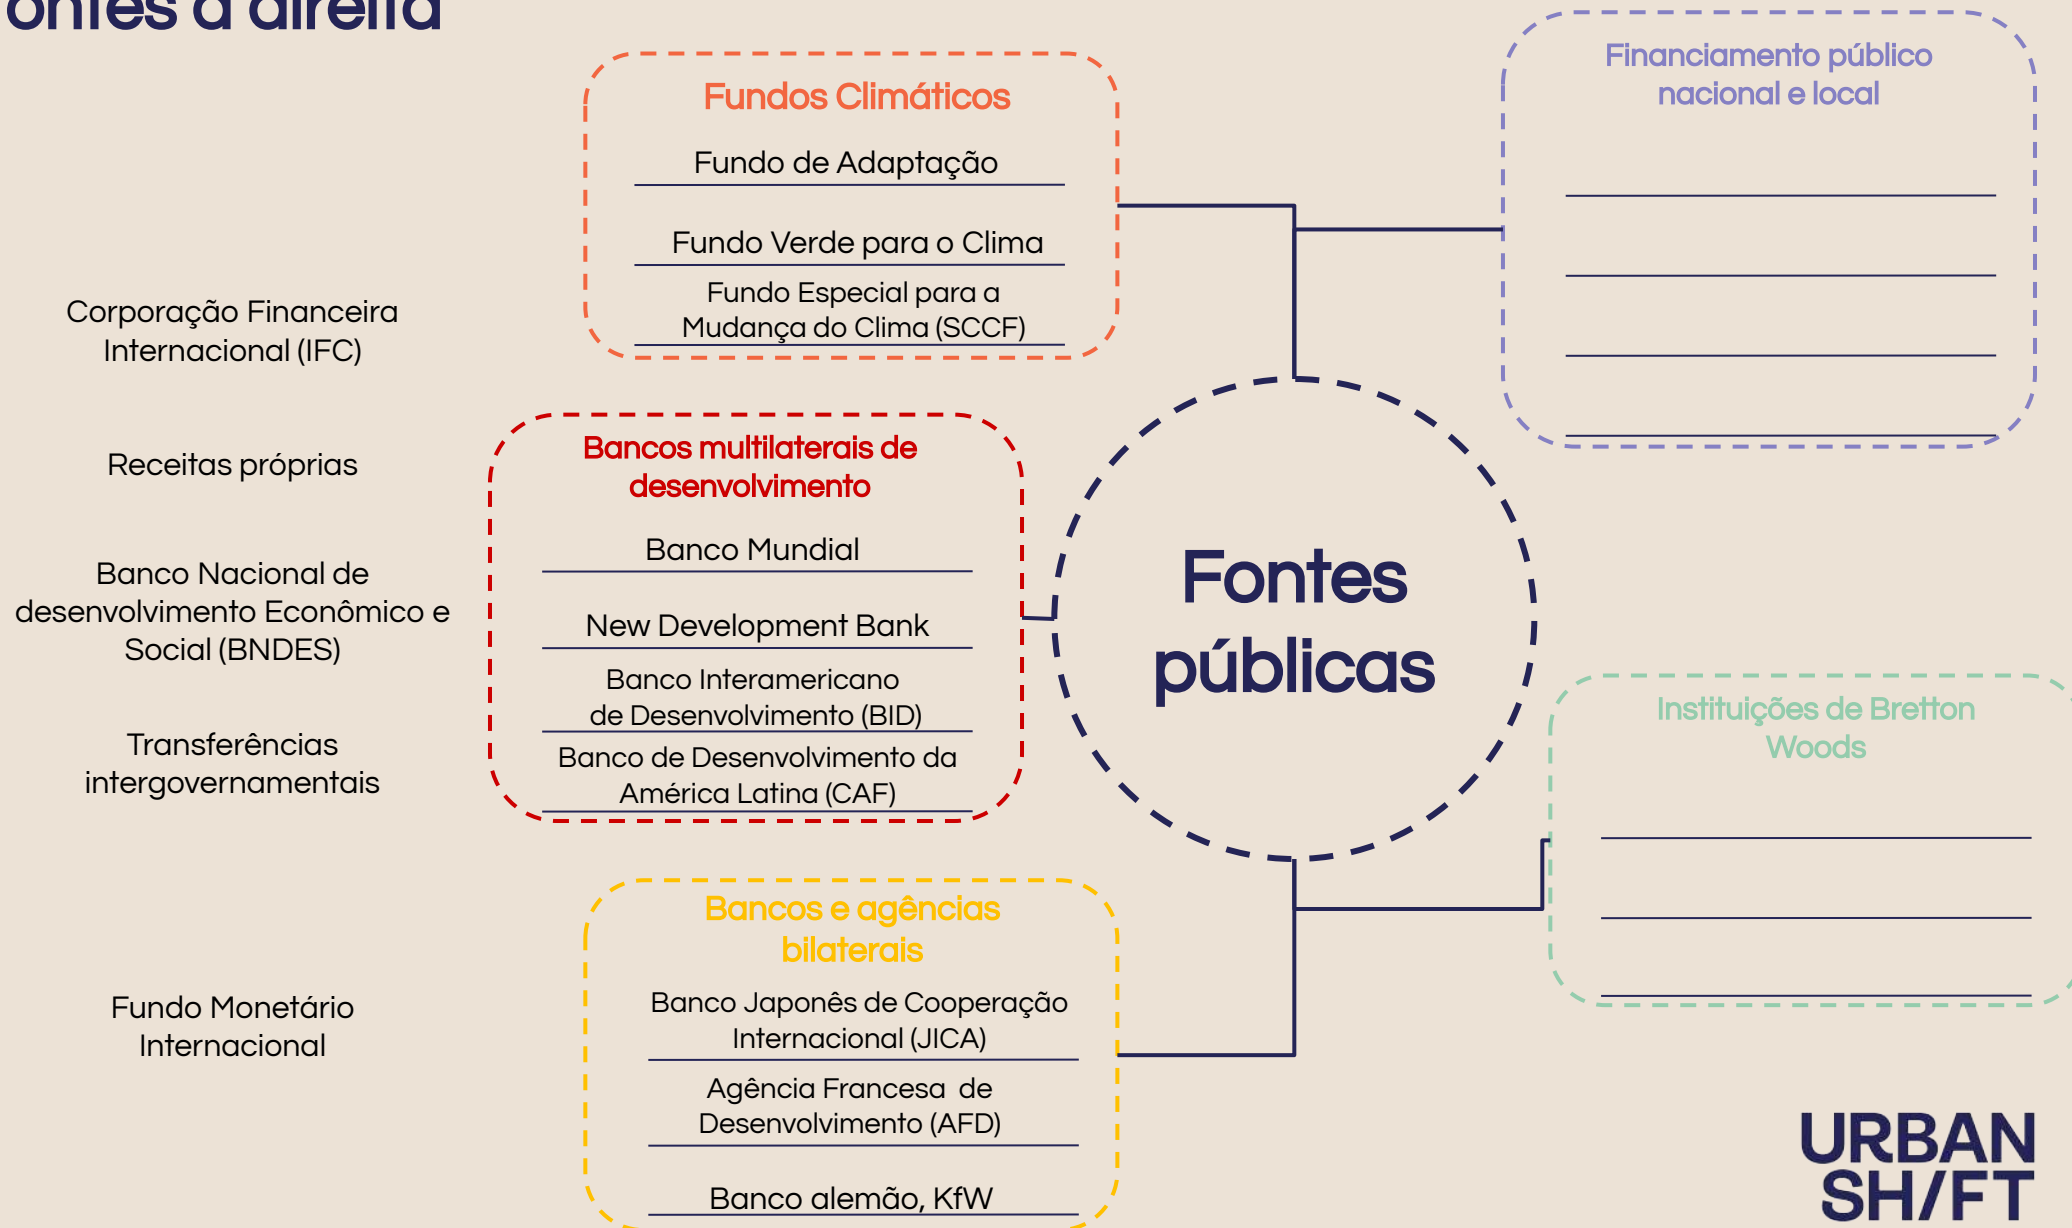 ontes à direita
Fundos Climáticos
Fundo de Adaptação
Fundo Verde para o Clima
Fundo Especial para a
Mudança do Clima (SCCF)
Financiamento público
nacional e local
Corporação Financeira
Internacional (IFC)
Receitas próprias
Banco Nacional de
desenvolvimento Econômico e
Social (BNDES)
Transferências
intergovernamentais
Fundo Monetário
Internacional
Bancos multilaterais de
desenvolvimento
Banco Mundial
New Development Bank
Banco Interamericano
de Desenvolvimento (BID)
Banco de Desenvolvimento da
América Latina (CAF)
Fontes
públicas
Instituições de Bretton
Woods
Bancos e agências
bilaterais
Banco Japonês de Cooperação
Internacional (JICA)
Agência Francesa de
Desenvolvimento (AFD)
Banco alemão, KfW
URBAN
SH/FT